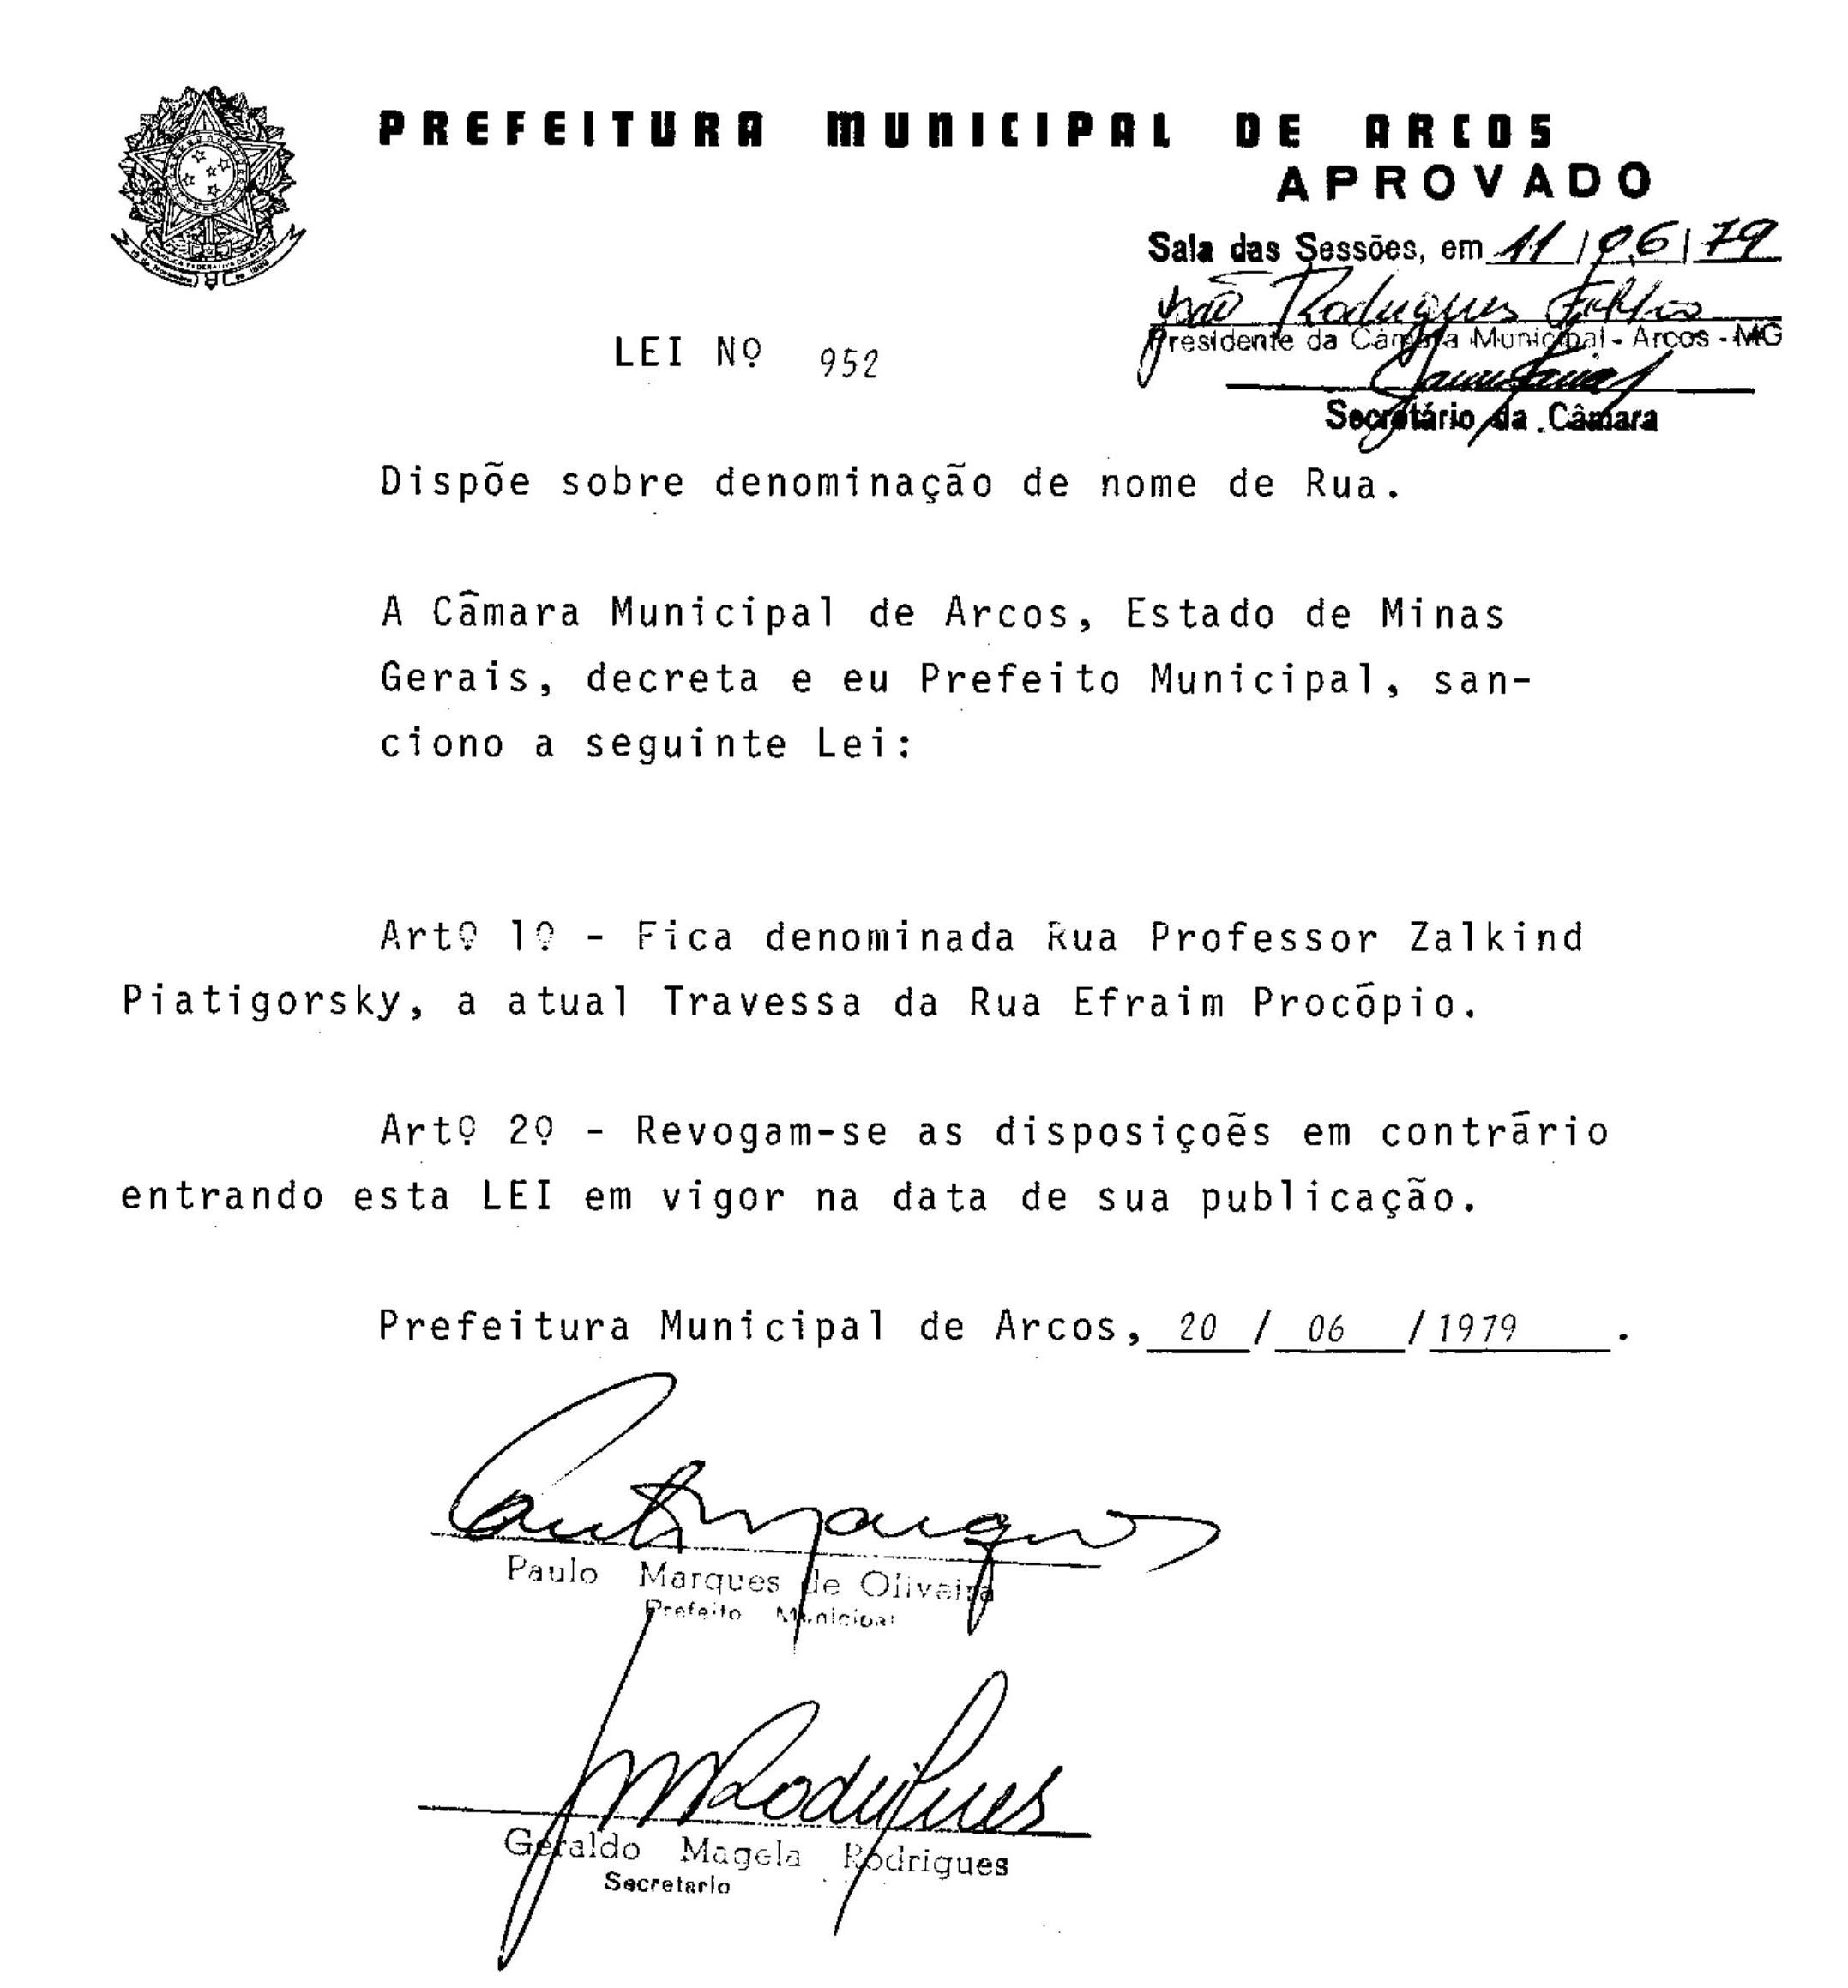 PREFEITURA MUNICIPAL DE ARCOS
APROVADO
Sala das Sessões, em 11/06/79
João Rodrigues
Presidente da Câmara Municipal - Arcos - MG
LEI Nº 952
Secretário da Câmara
Dispõe sobre denominação de nome de Rua.
A Câmara Municipal de Arcos, Estado de Minas
Gerais, decreta e eu Prefeito Municipal, san-
ciono a seguinte Lei:
Artº 1º - Fica denominada Rua Professor Zalkind
Piatigorsky, a atual Travessa da Rua Efraim Procópio.
Artº 2º - Revogam-se as disposiçoẽs em contrário
entrando esta LEI em vigor na data de sua publicação.
Prefeitura Municipal de Arcos, 20 / 06 / 1979 .
Paulo Marques de Oliveira
Prefeito Municipal
Geraldo Magela Rodrigues
Secretario